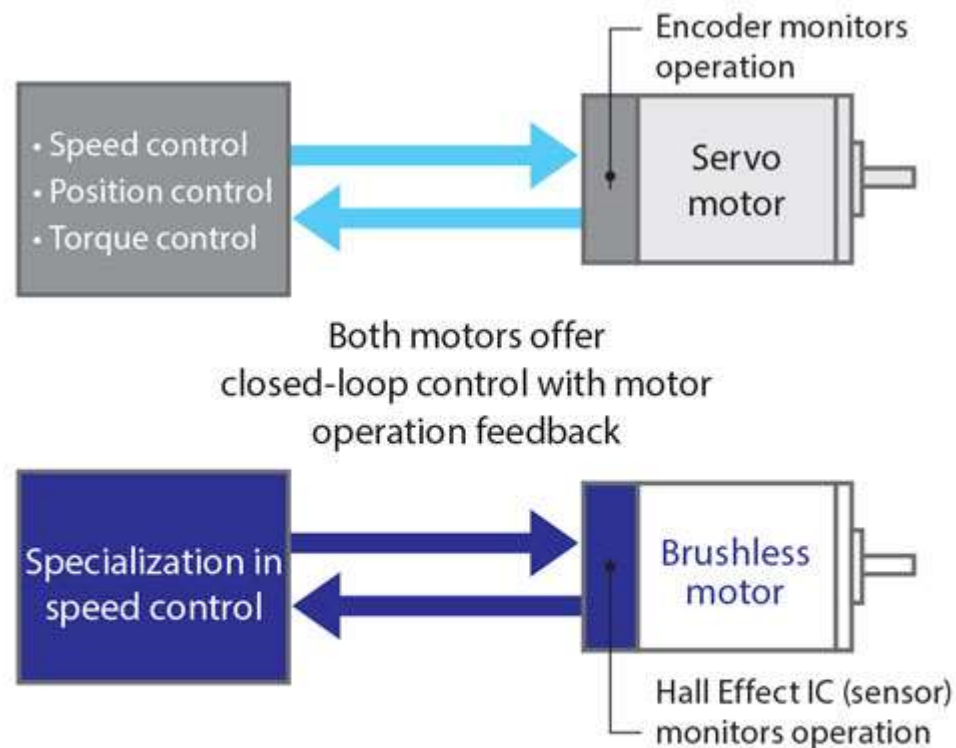 Encoder monitors
operation
• Speed control
• Position control
• Torque control
Servo
motor
Both motors offer
closed-loop control with motor
operation feedback
Specialization in
speed control
Brushless
motor
Hall Effect IC (sensor)
monitors operation